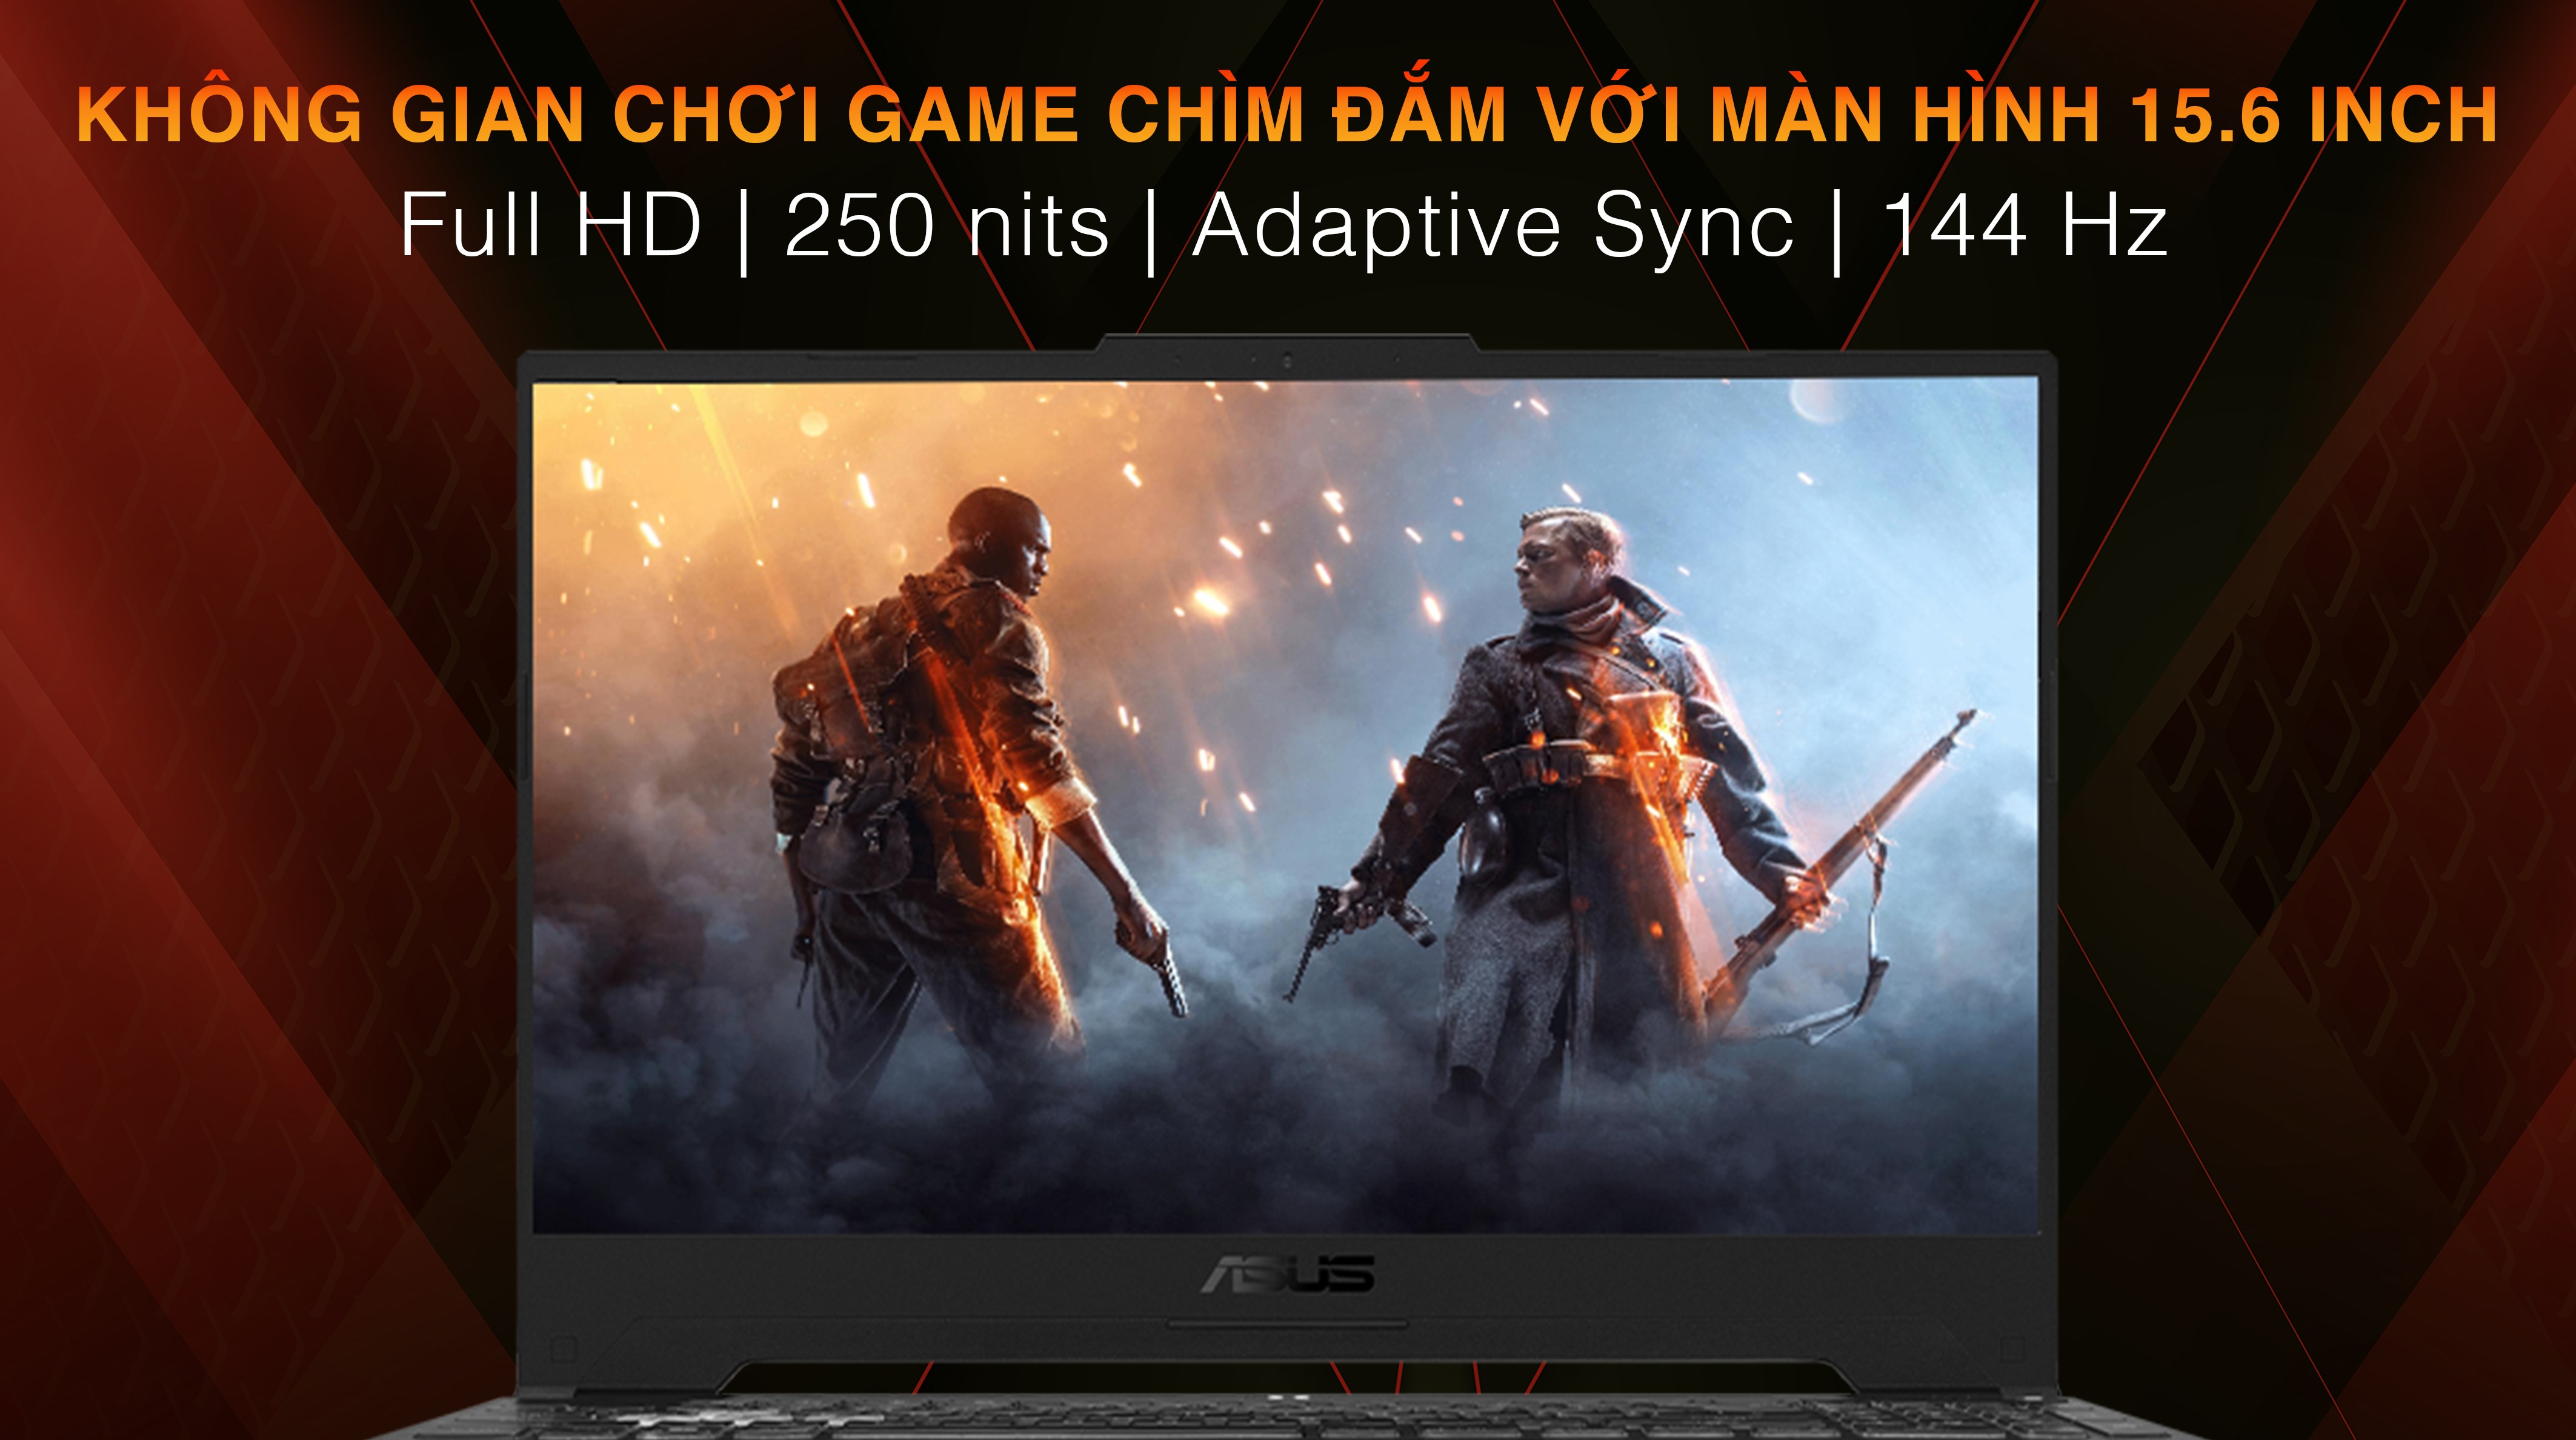 KHÔNG GIAN CHƠI GAME CHÌM ĐẮM VỚI MÀN HÌNH 15.6 INCH
Full HD | 250 nits | Adaptive Sync | 144 Hz
ASUS